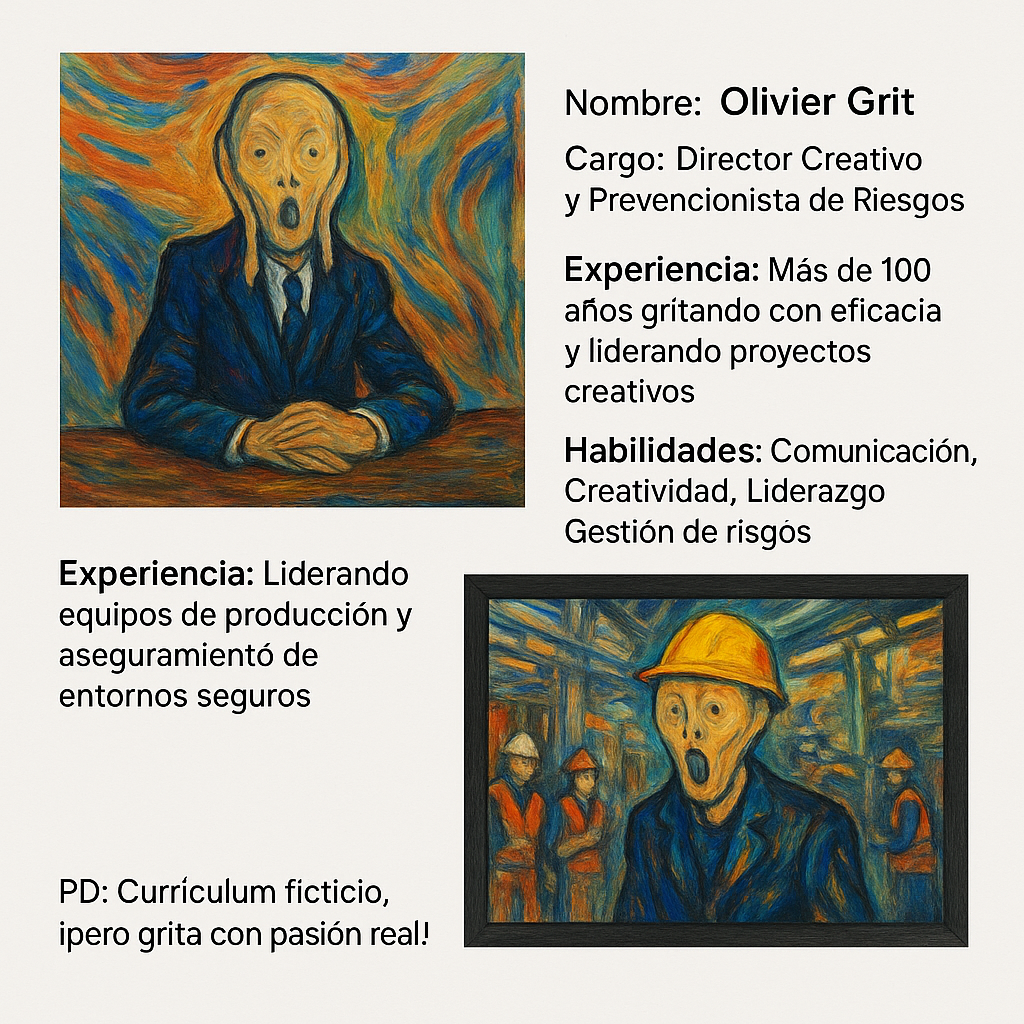 Nombre: Olivier Grit
Cargo: Director Creativo
y Prevencionista de Riesgos
Experiencia: Más de 100
años gritando con eficacia
y liderando proyectos
creativos
Habilidades: Comunicación,
Creatividad, Liderazgo
Gestión de risgós
Experiencia: Liderando
equipos de producción y
aseguramientó de
entornos seguros
PD: Currículum ficticio,
¡pero grita con pasión real!